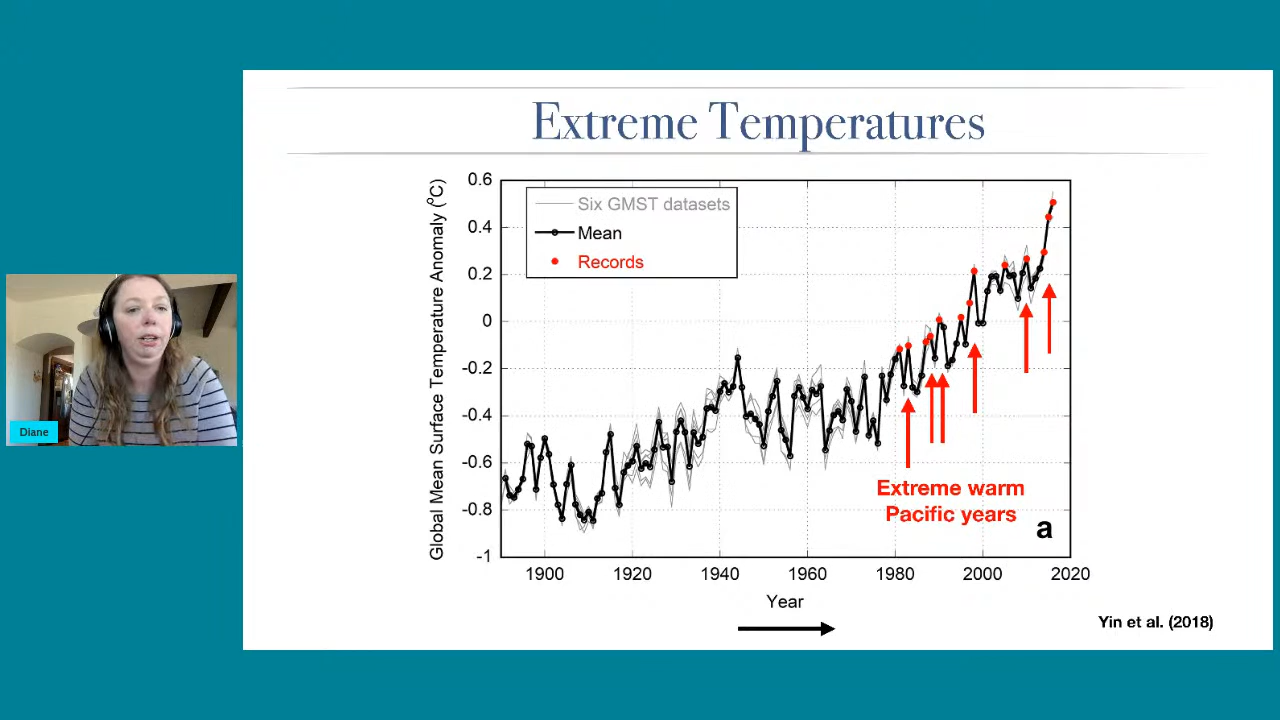 Extreme Temperatures
Global Mean Surface Temperature Anomaly (°C)
0.6
0.4
0.2
0
-0.2
-0.4
-0.6
-0.8
-1
Six GMST datasets
Mean
Records
Extreme warm
Pacific years
a
1900 1920 1940 1960 1980 2000 2020
Year
Yin et al. (2018)
Diane